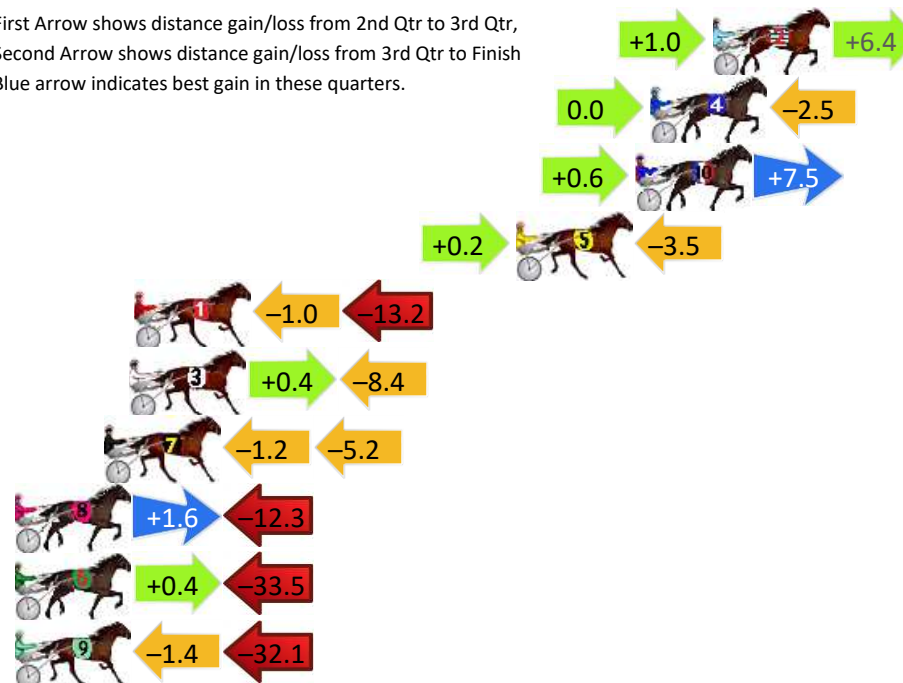 First Arrow shows distance gain/loss from 2nd Qtr to 3rd Qtr,
Second Arrow shows distance gain/loss from 3rd Qtr to Finish
Blue arrow indicates best gain in these quarters.
+1.0 2 +6.4
0.0 4 −2.5
+0.6 10 +7.5
+0.2 5 −3.5
1 −1.0 −13.2
3 +0.4 −8.4
7 −1.2 −5.2
8 +1.6 −12.3
6 +0.4 −33.5
9 −1.4 −32.1